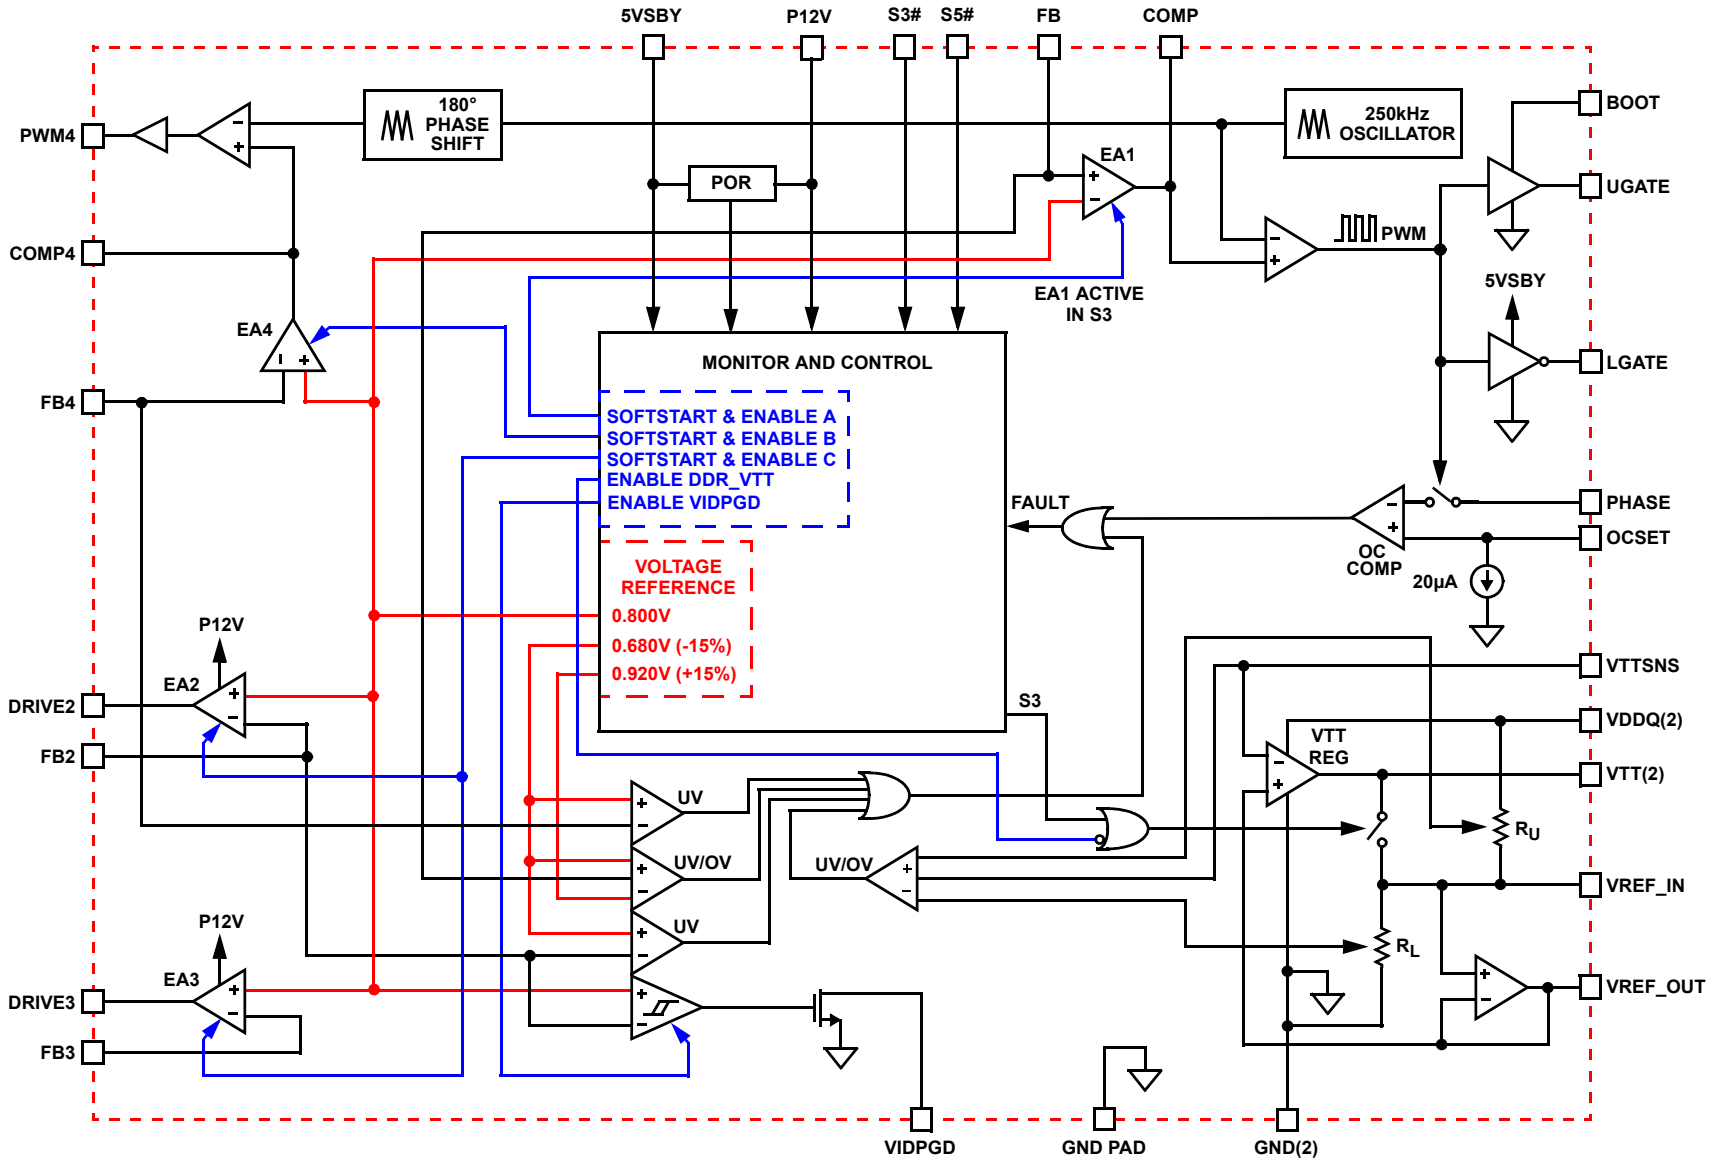 5VSBY
P12V
S3#
S5#
FB
COMP
BOOT
180°
PHASE
SHIFT
250kHz
OSCILLATOR
PWM4
EA1
POR
UGATE
PWM
COMP4
5VSBY
EA1 ACTIVE
IN S3
EA4
MONITOR AND CONTROL
LGATE
FB4
SOFTSTART & ENABLE A
SOFTSTART & ENABLE B
SOFTSTART & ENABLE C
ENABLE DDR_VTT
ENABLE VIDPGD
FAULT
PHASE
OCSET
OC
COMP
20µA
VOLTAGE
REFERENCE
0.800V
0.680V (-15%)
0.920V (+15%)
P12V
VTTSNS
EA2
DRIVE2
S3
VDDQ(2)
VTT
REG
FB2
VTT(2)
UV
RU
UV/OV
UV/OV
VREF_IN
P12V
UV
RL
EA3
DRIVE3
VREF_OUT
FB3
VIDPGD
GND PAD
GND(2)